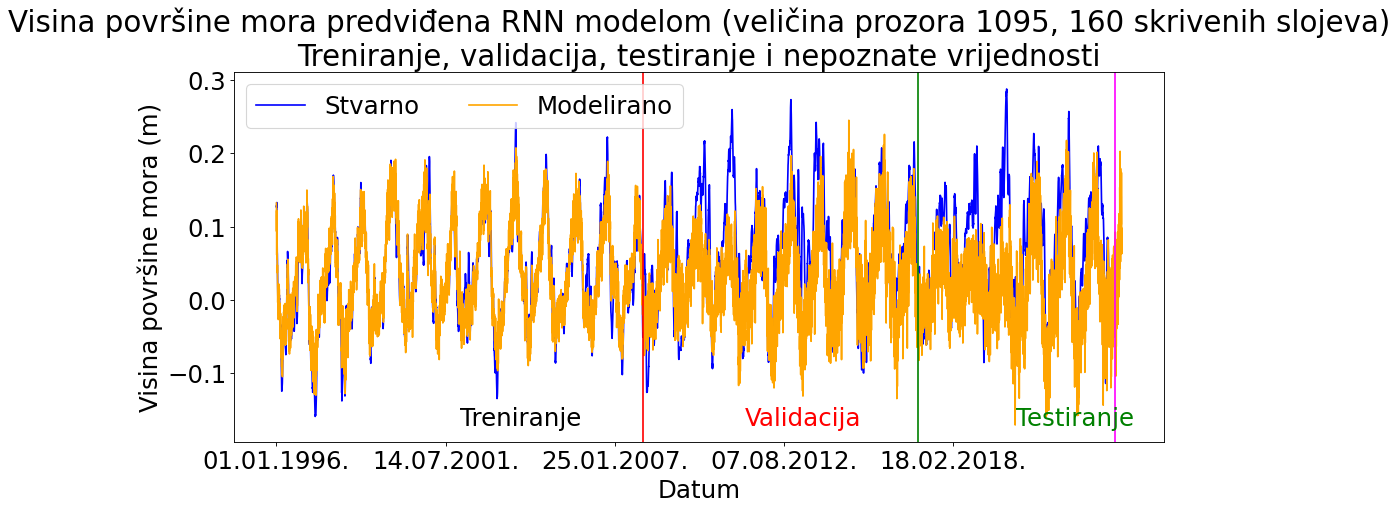 Visina površine mora predviđena RNN modelom (veličina prozora 1095, 160 skrivenih slojeva)
Treniranje, validacija, testiranje i nepoznate vrijednosti
Stvarno
Modelirano
Visina površine mora (m)
0.3
0.2
0.1
0.0
−0.1
Treniranje
Validacija
Testiranje
01.01.1996.
14.07.2001.
25.01.2007.
07.08.2012.
18.02.2018.
Datum